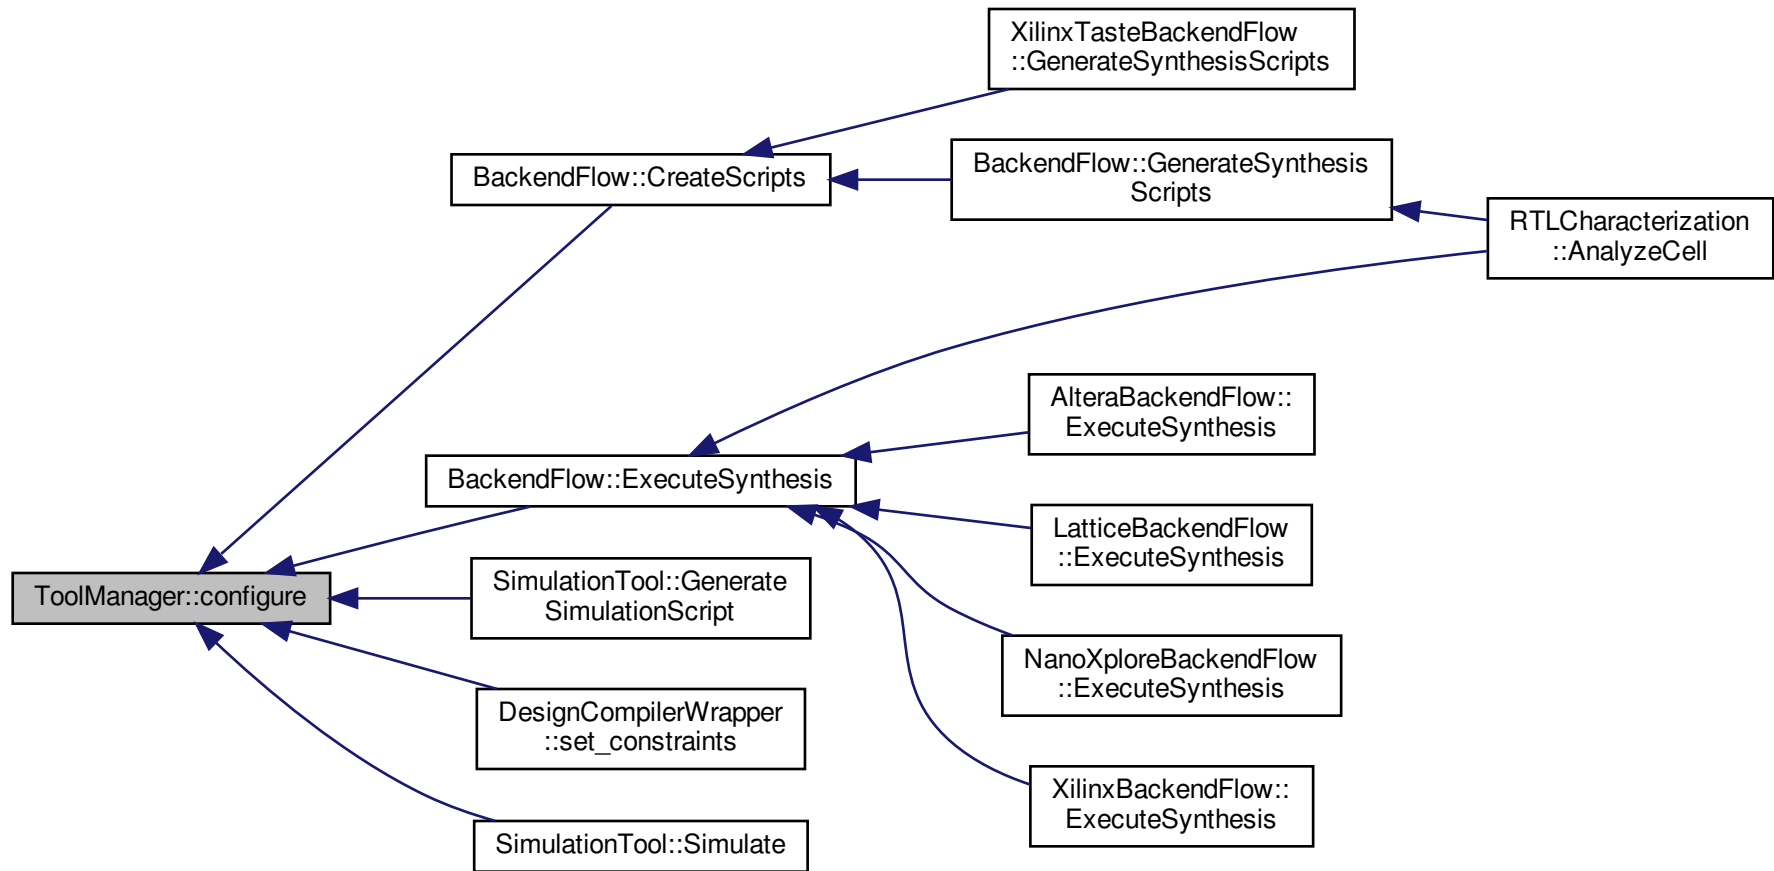 XilinxTasteBackendFlow
::GenerateSynthesisScripts
BackendFlow::CreateScripts
BackendFlow::GenerateSynthesis
Scripts
RTLCharacterization
::AnalyzeCell
AlteraBackendFlow::
ExecuteSynthesis
BackendFlow::ExecuteSynthesis
LatticeBackendFlow
::ExecuteSynthesis
ToolManager::configure
SimulationTool::Generate
SimulationScript
NanoXploreBackendFlow
::ExecuteSynthesis
DesignCompilerWrapper
::set_constraints
XilinxBackendFlow::
ExecuteSynthesis
SimulationTool::Simulate